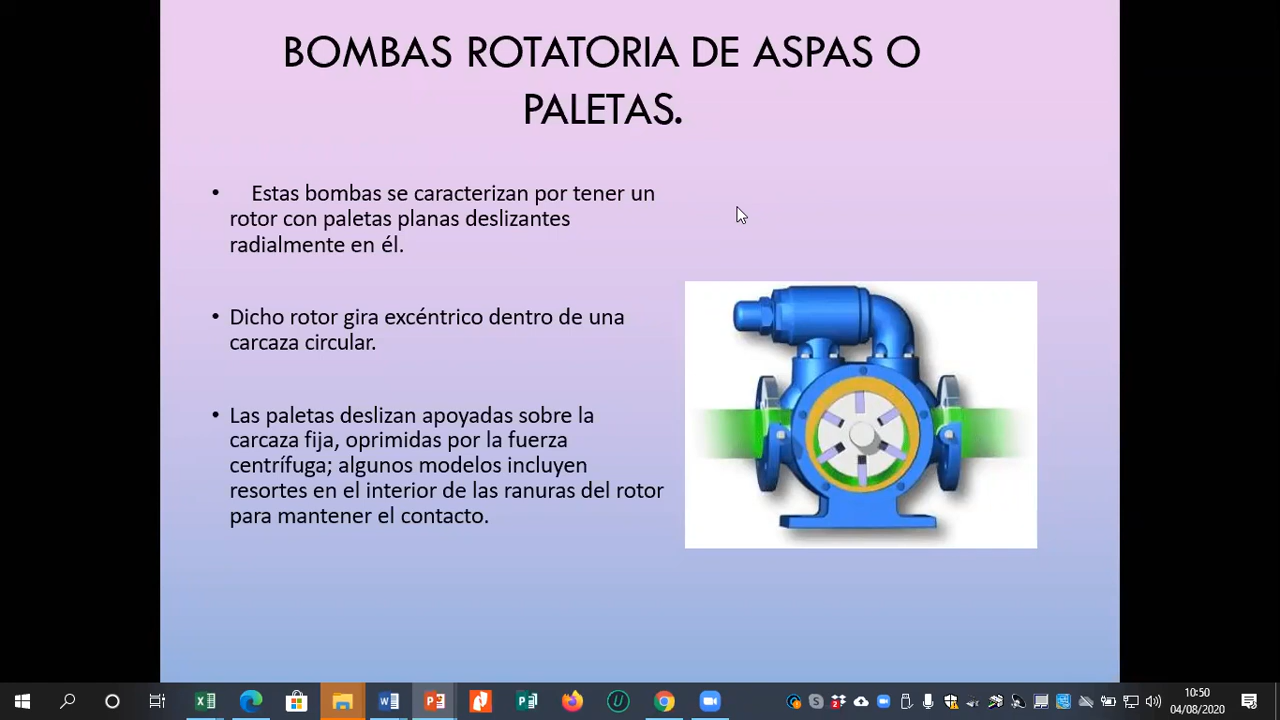 BOMBAS ROTATORIA DE ASPAS O
PALETAS.
• Estas bombas se caracterizan por tener un
rotor con paletas planas deslizantes
radialmente en él.
• Dicho rotor gira excéntrico dentro de una
carcaza circular.
• Las paletas deslizan apoyadas sobre la
carcaza fija, oprimidas por la fuerza
centrífuga; algunos modelos incluyen
resortes en el interior de las ranuras del rotor
para mantener el contacto.
10:50
04/08/2020